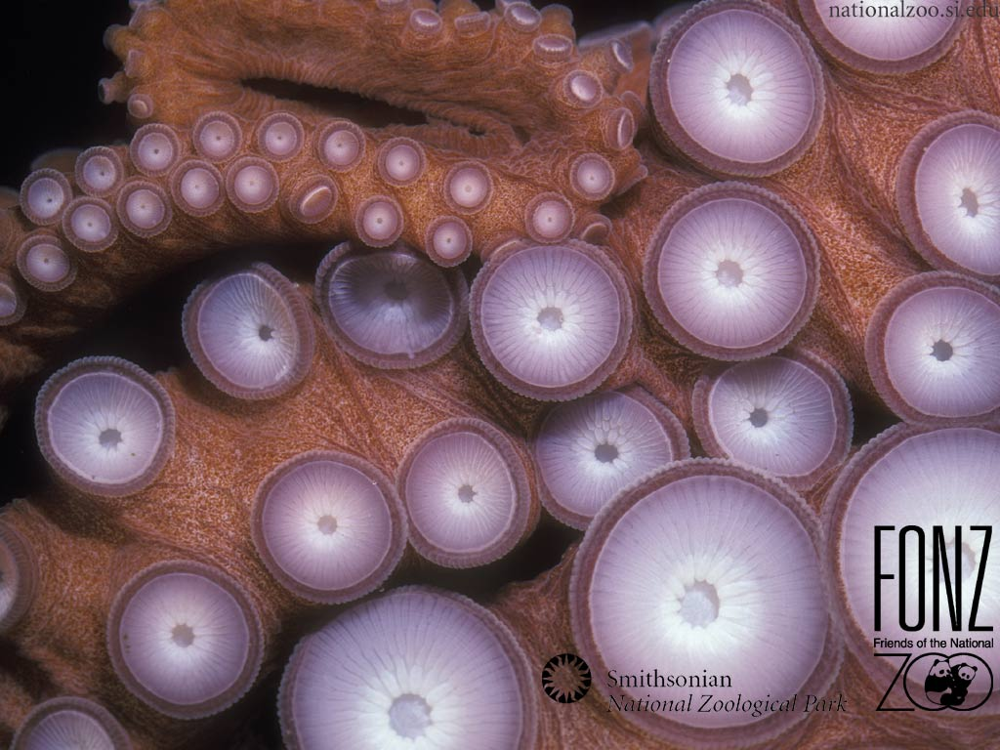 nationalzoo.si.edu
FONZ
Friends of the National
ZOO
Smithsonian
National Zoological Park